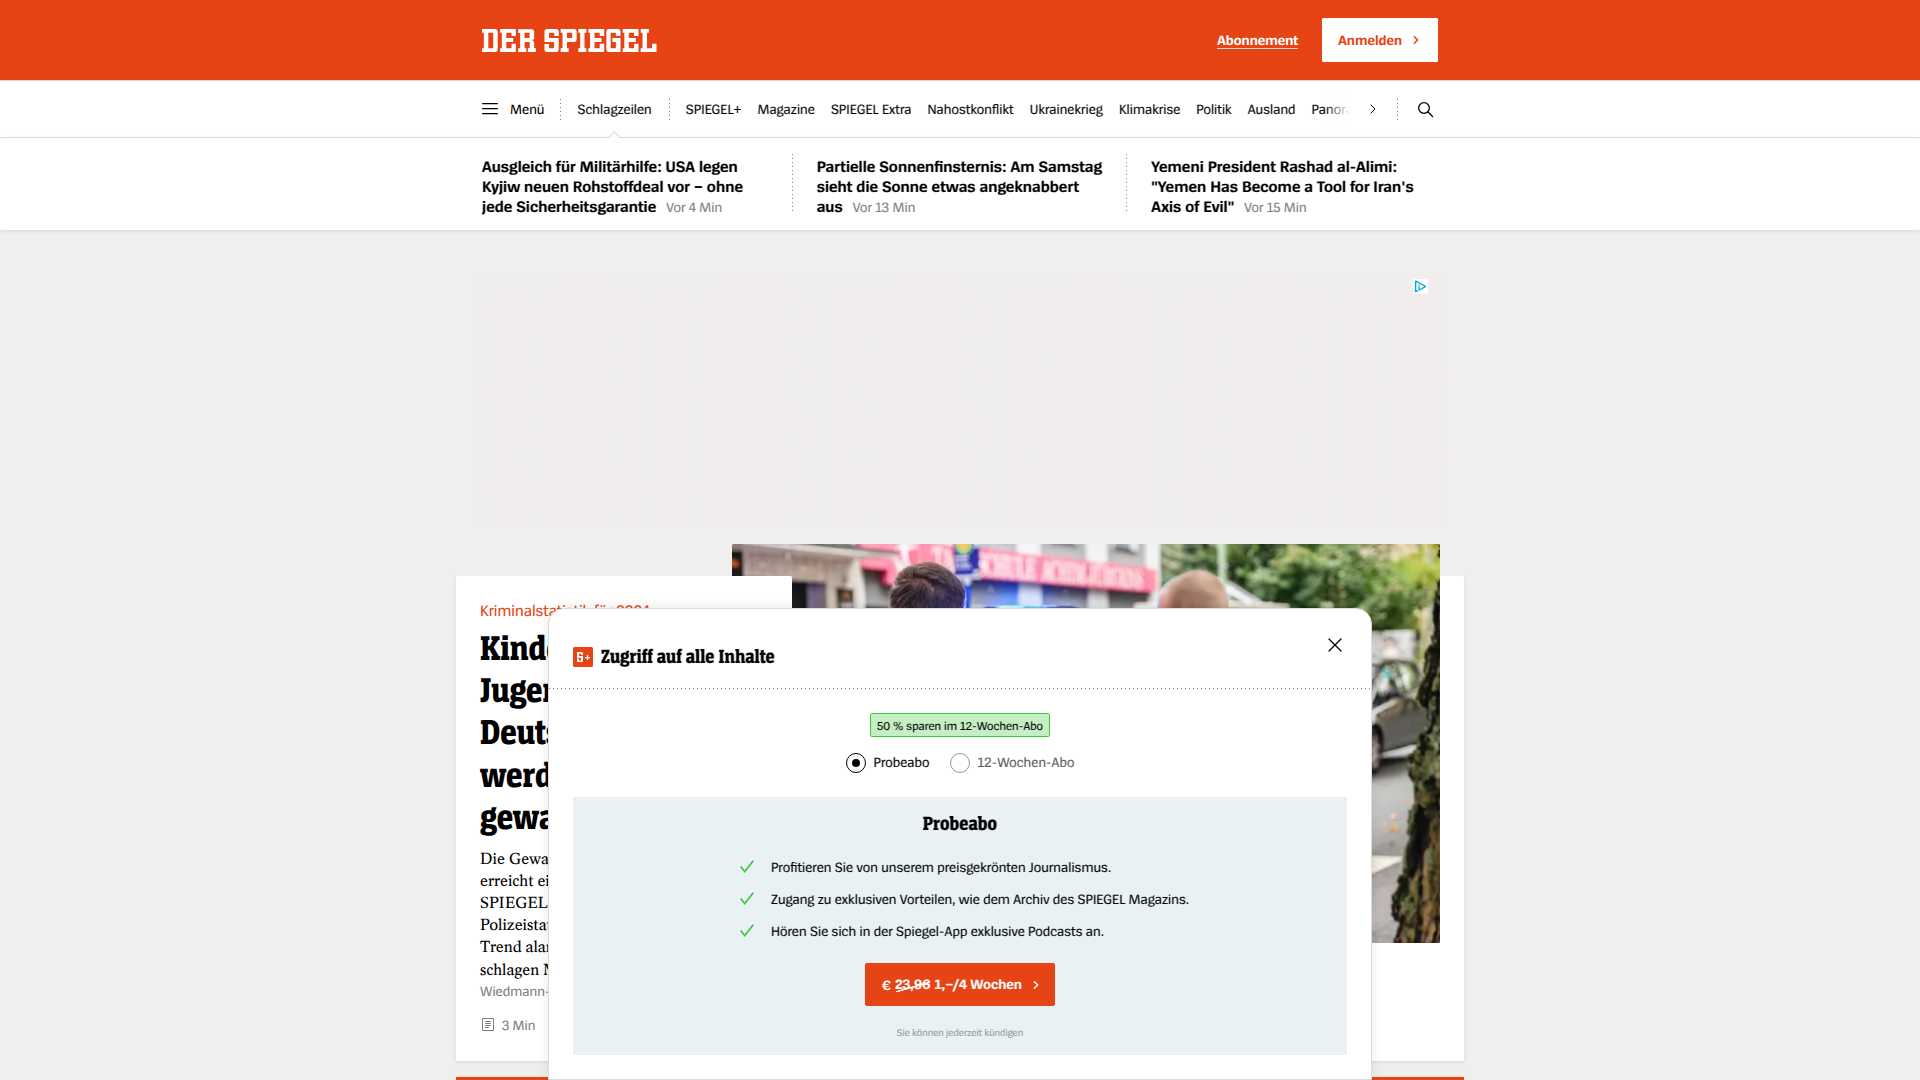 DER SPIEGEL
Abonnement
Anmelden
Menü
Schlagzeilen
SPIEGEL+
Magazine
SPIEGEL Extra
Nahostkonflikt
Ukrainekrieg
Klimakrise
Politik
Ausland
Panor
Ausgleich für Militärhilfe: USA legen
Kyjiw neuen Rohstoffdeal vor – ohne
jede Sicherheitsgarantie Vor 4 Min
Partielle Sonnenfinsternis: Am Samstag
sieht die Sonne etwas angeknabbert
aus Vor 13 Min
Yemeni President Rashad al-Alimi:
"Yemen Has Become a Tool for Iran's
Axis of Evil" Vor 15 Min
Kinde
Juger
Deuts
werd
gewa
Die Gewa
erreicht ei
SPIEGEL
Polizeista
Trend alar
schlagen
Wiedmann-
3 Min
S+ Zugriff auf alle Inhalte
50 % sparen im 12-Wochen-Abo
Probeabo
12-Wochen-Abo
Probeabo
Profitieren Sie von unserem preisgekrönten Journalismus.
Zugang zu exklusiven Vorteilen, wie dem Archiv des SPIEGEL Magazins.
Hören Sie sich in der Spiegel-App exklusive Podcasts an.
€ 23,96 1,–/4 Wochen
Sie können jederzeit kündigen